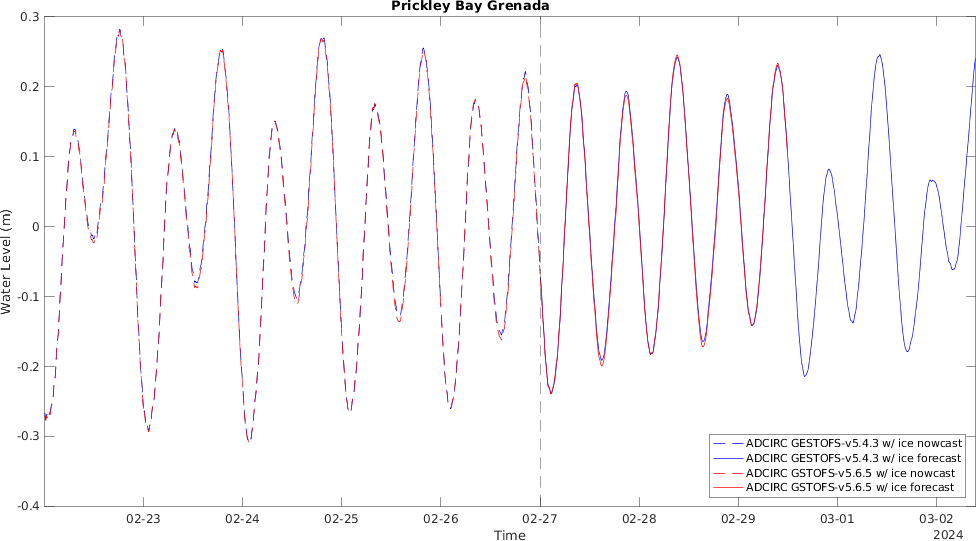 Prickley Bay Grenada
0.3
0.2
0.1
0
-0.1
-0.2
-0.3
-0.4
Water Level (m)
ADCIRC GESTOFS-v5.4.3 w/ ice nowcast
ADCIRC GESTOFS-v5.4.3 w/ ice forecast
ADCIRC GSTOFS-v5.6.5 w/ ice nowcast
ADCIRC GSTOFS-v5.6.5 w/ ice forecast
02-23 02-24 02-25 02-26 02-27 02-28 02-29 03-01 03-02
Time
2024